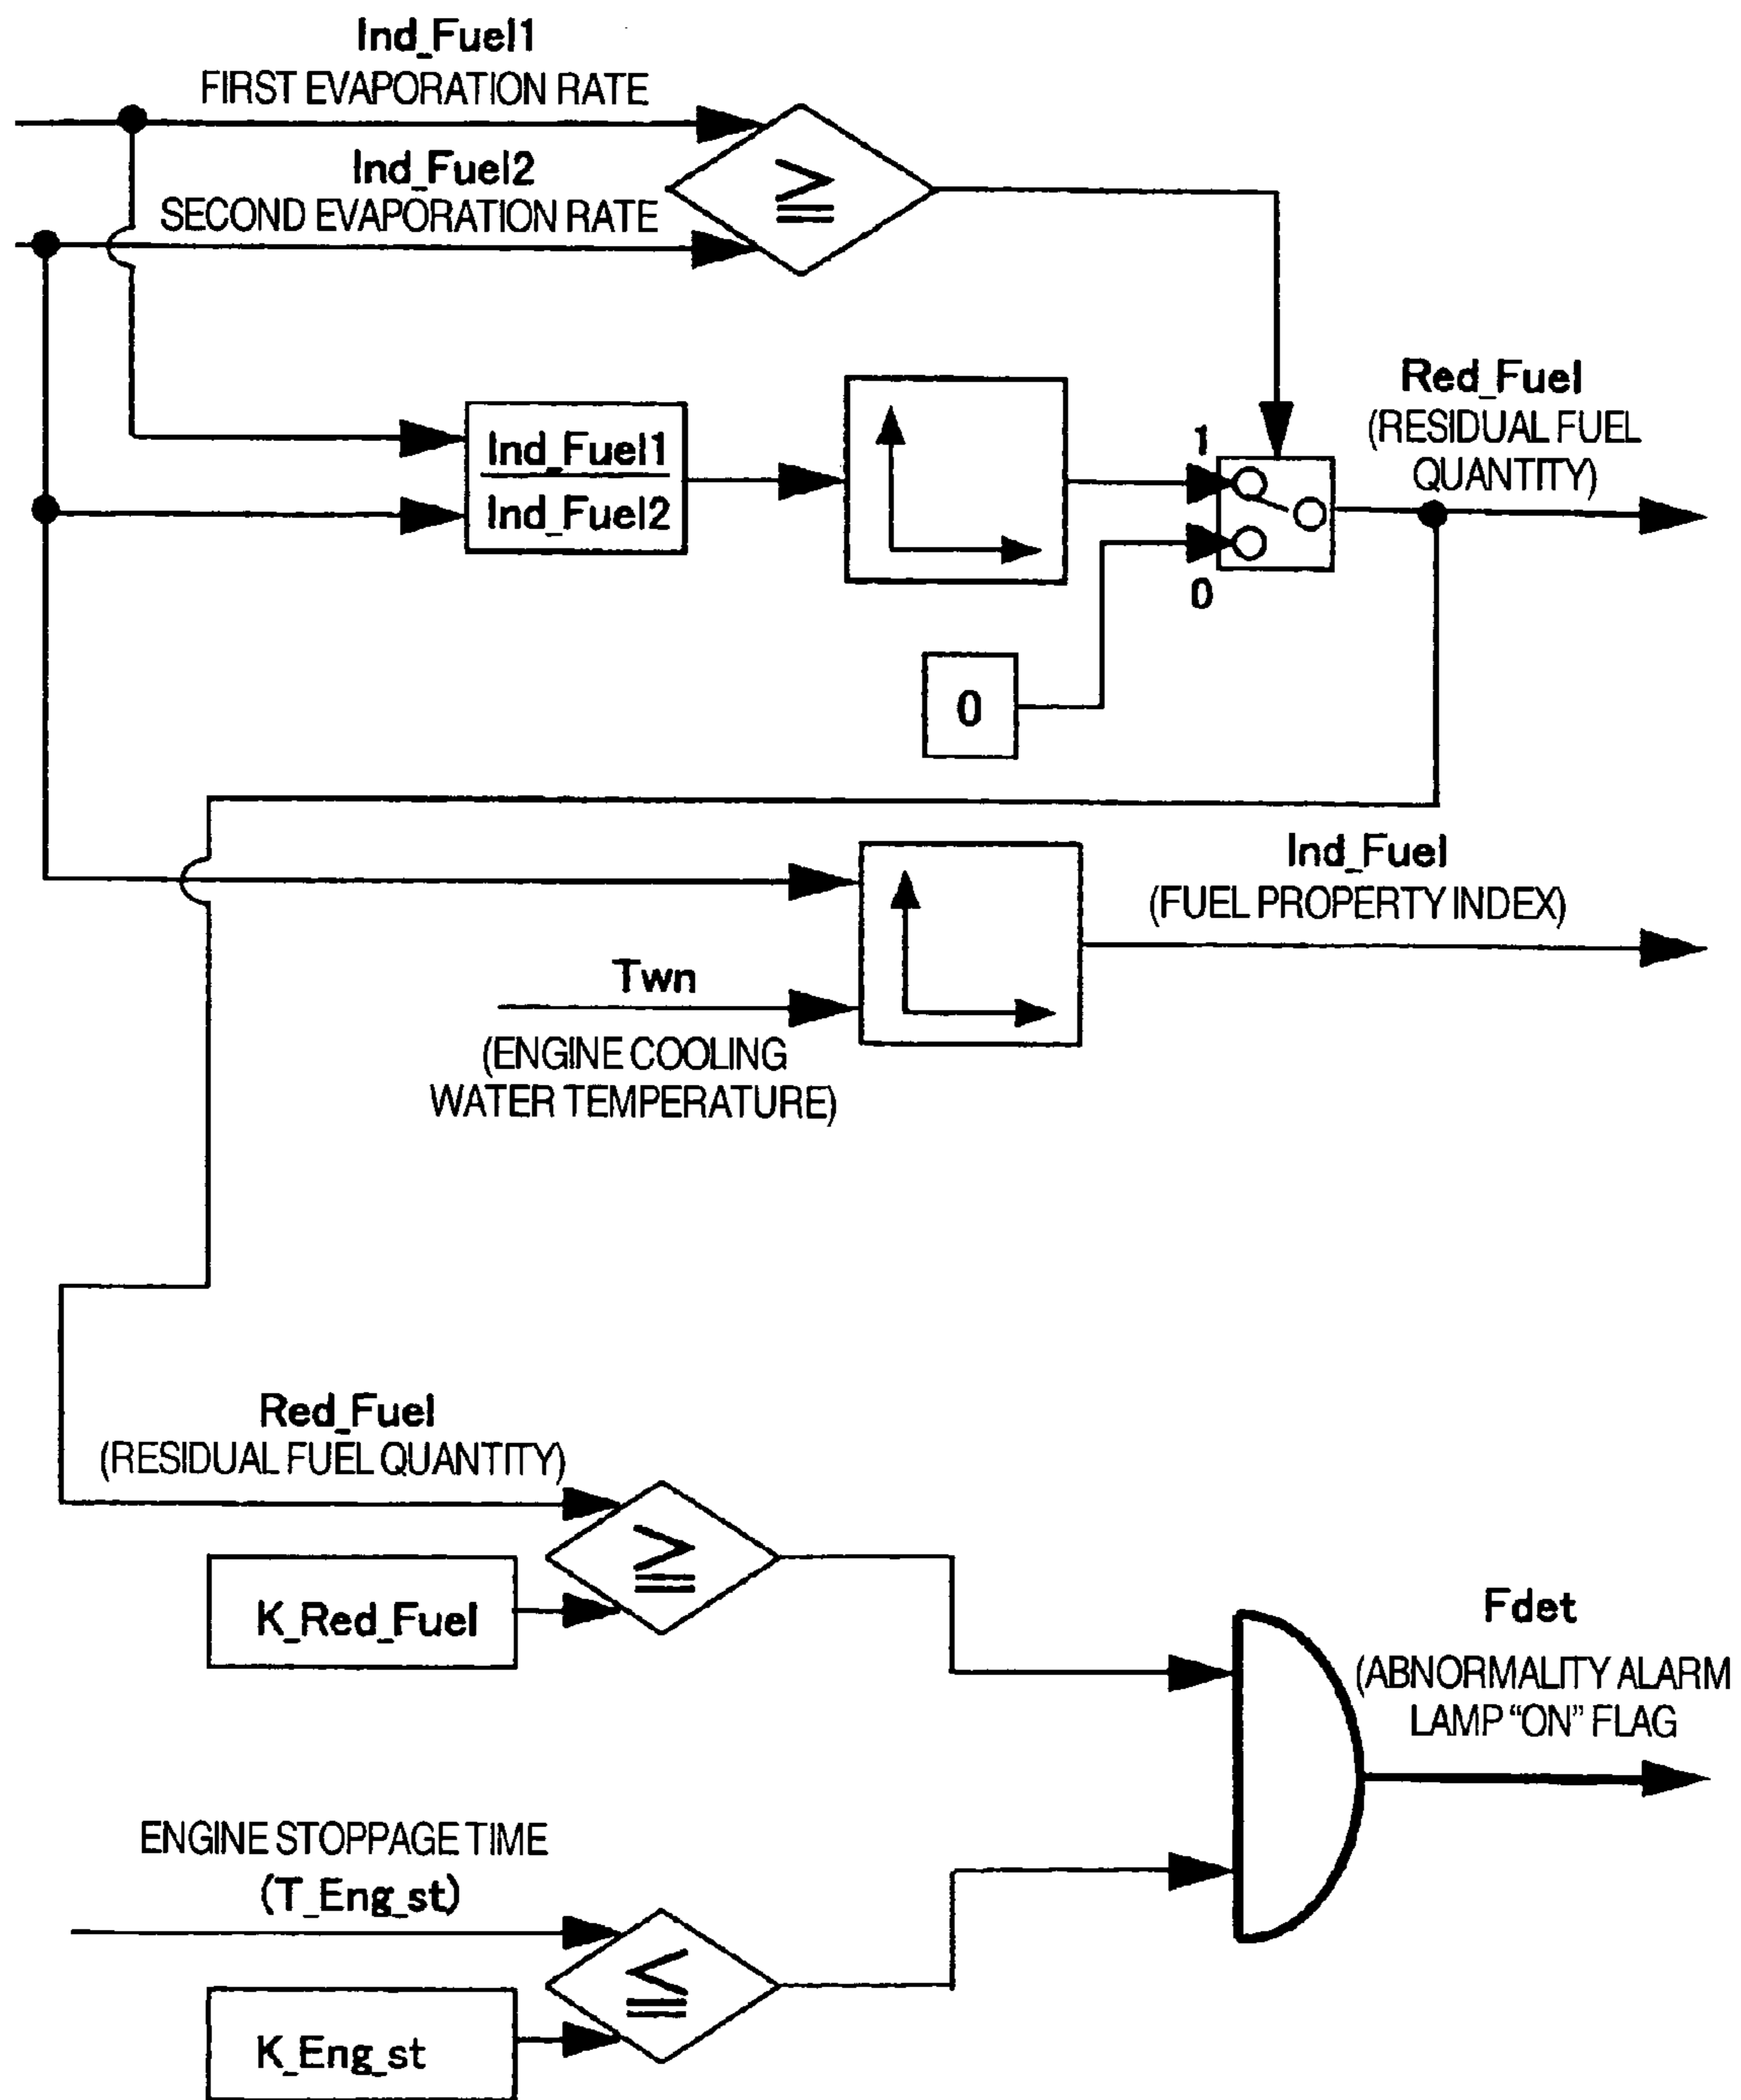 Ind_Fuel1
FIRST EVAPORATION RATE
Ind_Fuel2
SECOND EVAPORATION RATE
≧
Red_Fuel
(RESIDUAL FUEL
QUANTITY)
1
Ind_Fuel1
Ind_Fuel2
0
0
Ind_Fuel
(FUEL PROPERTY INDEX)
Twn
(ENGINE COOLING
WATER TEMPERATURE)
Red_Fuel
(RESIDUAL FUEL QUANTITY)
≧
K_Red_Fuel
Fdet
(ABNORMALITY ALARM
LAMP “ON” FLAG
ENGINE STOPPAGE TIME
(T_Eng_st)
≦
K_Eng_st